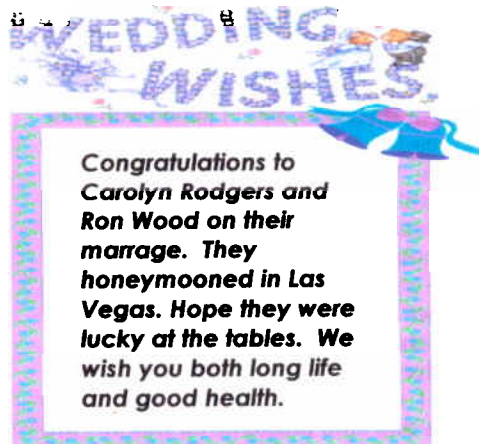 WEDDING
WISHES
Congratulations to
Carolyn Rodgers and
Ron Wood on their
marrage. They
honeymooned in Las
Vegas. Hope they were
lucky at the tables. We
wish you both long life
and good health.